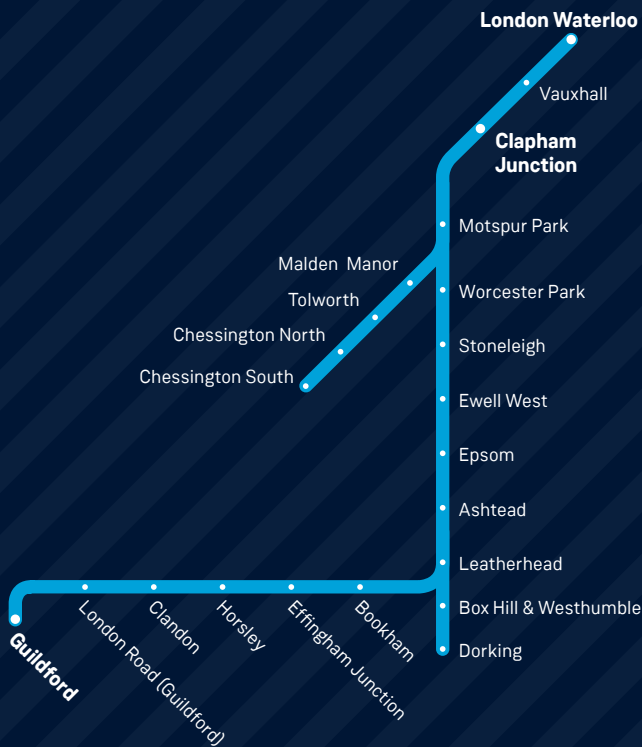 London Waterloo
Vauxhall
Clapham
Junction
Motspur Park
Malden Manor
Worcester Park
Tolworth
Chessington North
Stoneleigh
Chessington South
Ewell West
Epsom
Ashtead
Leatherhead
Box Hill & Westhumble
Dorking
Guildford
London Road (Guildford)
Clandon
Horsley
Effingham Junction
Bookham